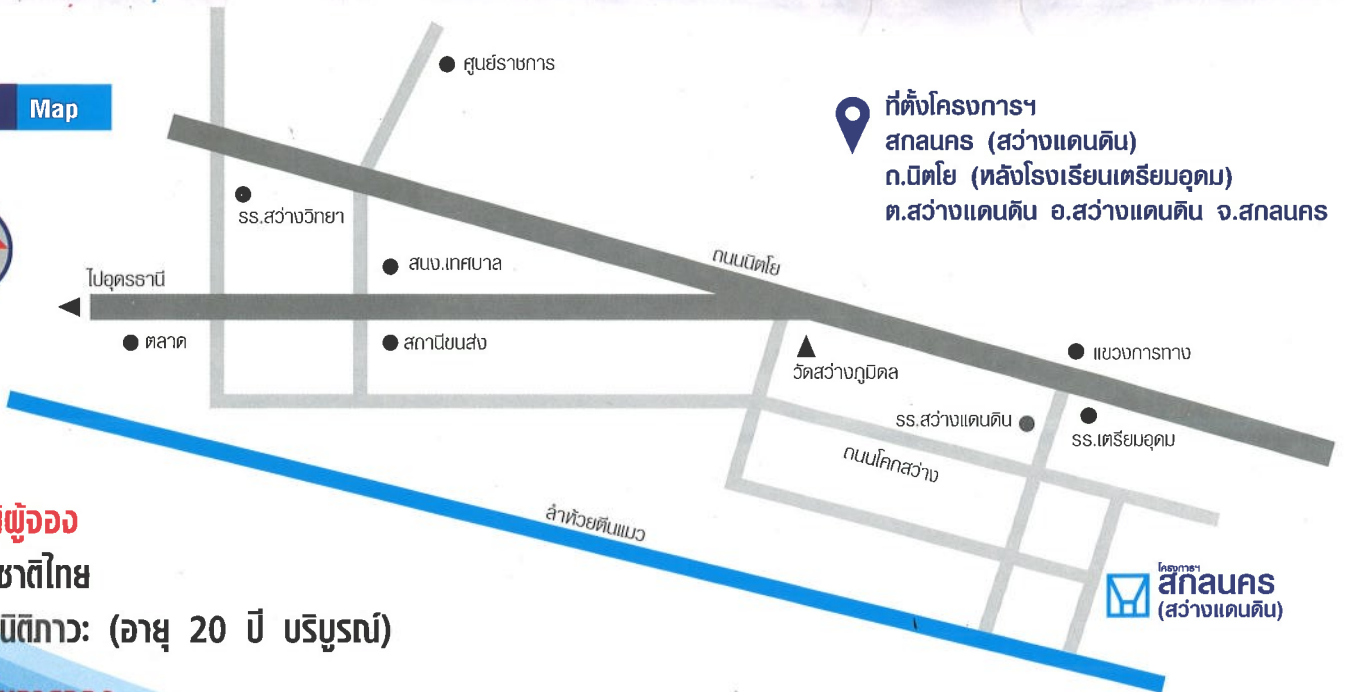 Map
ศูนย์ราชการ
ที่ตั้งโครงการฯ
สกลนคร (สว่างแดนดิน)
ถ.นิตโย (หลังโรงเรียนเตรียมอุดม)
ต.สว่างแดนดิน อ.สว่างแดนดิน จ.สกลนคร
รร.สว่างวิทยา
สนง.เทศบาล
ถนนนิตโย
ไปอุดรธานี
ตลาด
สถานีขนส่ง
วัดสว่างภูมิดล
แขวงการทาง
รร.สว่างแดนดิน
รร.เตรียมอุดม
ถนนโคกสว่าง
ลำห้วยตีนแมว
โครงการฯ
สกลนคร
(สว่างแดนดิน)
ผู้จอง
ชาติไทย
นิติภาวะ (อายุ 20 ปี บริบูรณ์)